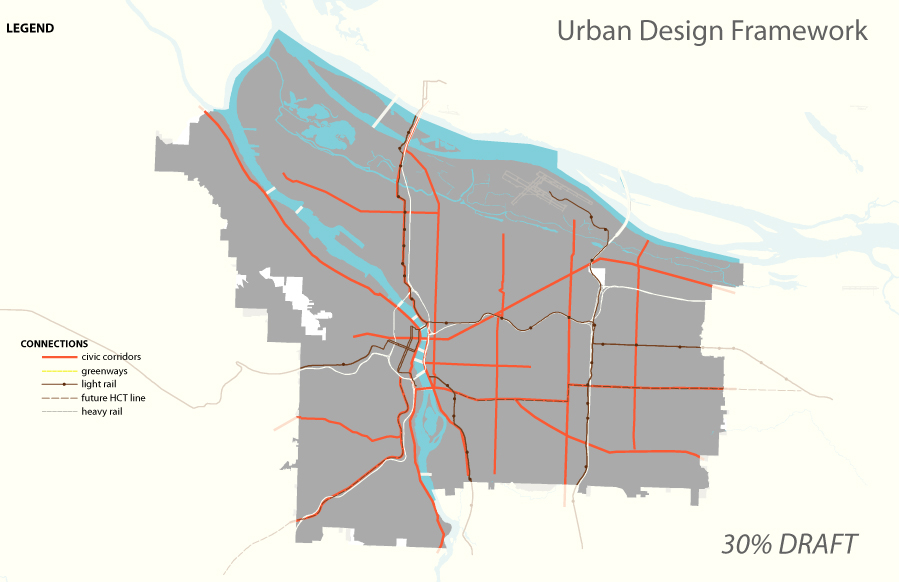 LEGEND
Urban Design Framework
CONNECTIONS
civic corridors
greenways
light rail
future HCT line
heavy rail
30% DRAFT